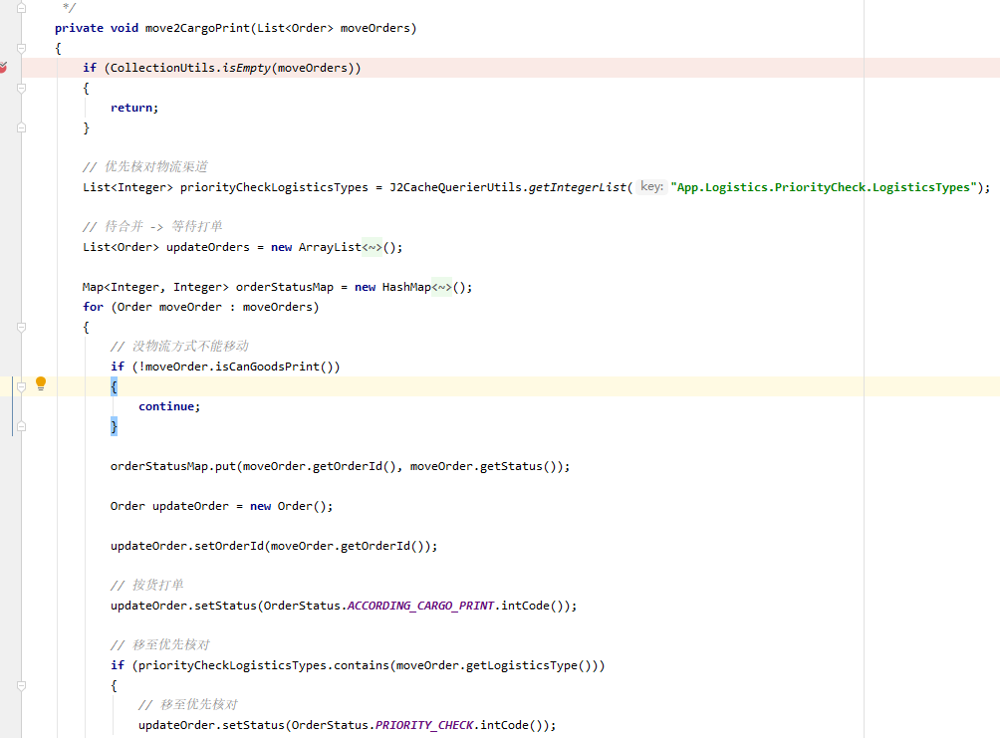 */
private void move2CargoPrint(List<Order> moveOrders)
{
if (CollectionUtils.isEmpty(moveOrders))
{
return;
}
// 优先核对物流渠道
List<Integer> priorityCheckLogisticsTypes = J2CacheQuerierUtils.getIntegerList( key: "App.Logistics.PriorityCheck.LogisticsTypes");
// 待合并 -> 等待打单
List<Order> updateOrders = new ArrayList<~>();
Map<Integer, Integer> orderStatusMap = new HashMap<~>();
for (Order moveOrder : moveOrders)
{
// 没物流方式不能移动
if (!moveOrder.isCanGoodsPrint())
{
continue;
}
orderStatusMap.put(moveOrder.getOrderId(), moveOrder.getStatus());
Order updateOrder = new Order();
updateOrder.setOrderId(moveOrder.getOrderId());
// 按货打单
updateOrder.setStatus(OrderStatus.ACCORDING_CARGO_PRINT.intCode());
// 移至优先核对
if (priorityCheckLogisticsTypes.contains(moveOrder.getLogisticsType()))
{
// 移至优先核对
updateOrder.setStatus(OrderStatus.PRIORITY_CHECK.intCode());